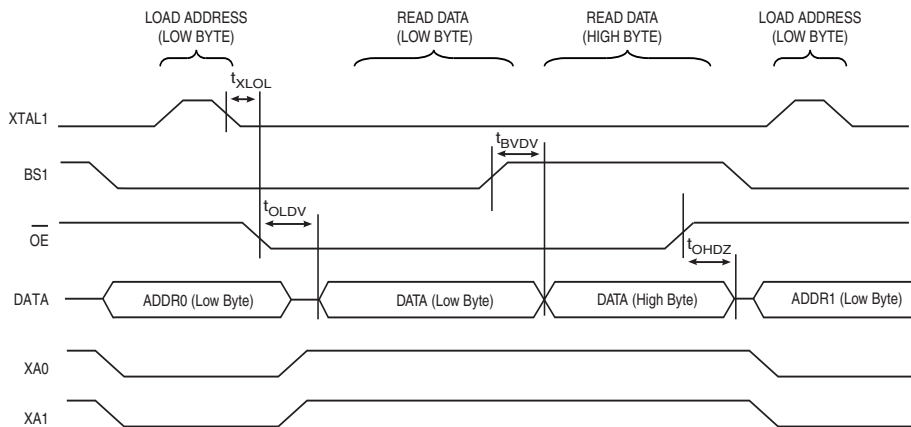 LOAD ADDRESS
(LOW BYTE)
READ DATA
(LOW BYTE)
READ DATA
(HIGH BYTE)
LOAD ADDRESS
(LOW BYTE)
tXLOL
XTAL1
tBVDV
BS1
tOLDV
OE
tOHDZ
DATA
ADDR0 (Low Byte)
DATA (Low Byte)
DATA (High Byte)
ADDR1 (Low Byte)
XA0
XA1